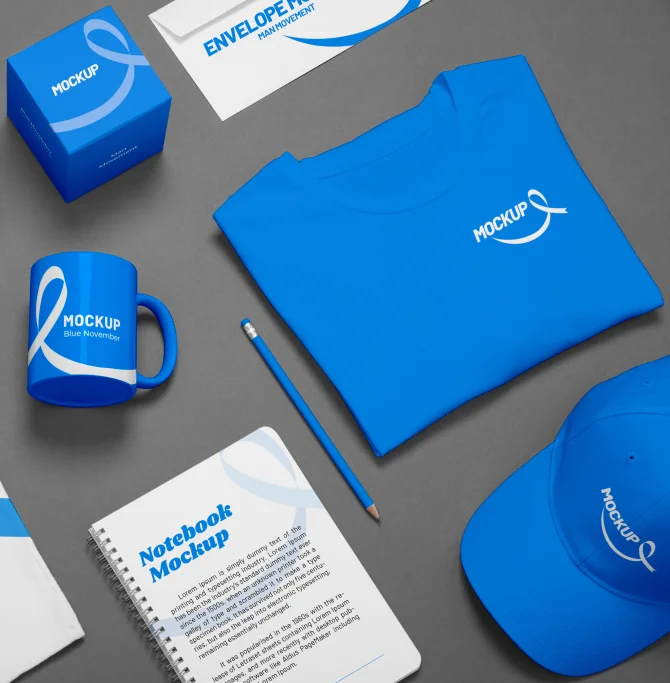 ENVELOPE
MAN MOVEMENT
MOCKUP
Man
Movement
MOCKUP
MOCKUP
Blue November
Notebook
Mockup
Lorem Ipsum is simply dummy text of the
printing and typesetting industry. Lorem Ipsum
has been the industry's standard dummy text ever
since the 1500s, when an unknown printer took a
galley of type and scrambled it to make a type
specimen book. It has survived not only five centu-
ries, but also the leap into electronic typesetting,
remaining essentially unchanged.
It was popularised in the 1960s with the re-
lease of Letraset sheets containing Lorem Ipsum
ssages, and more recently with desktop pub-
software like Aldus PageMaker including
Lorem Ipsum.
MOCKUP